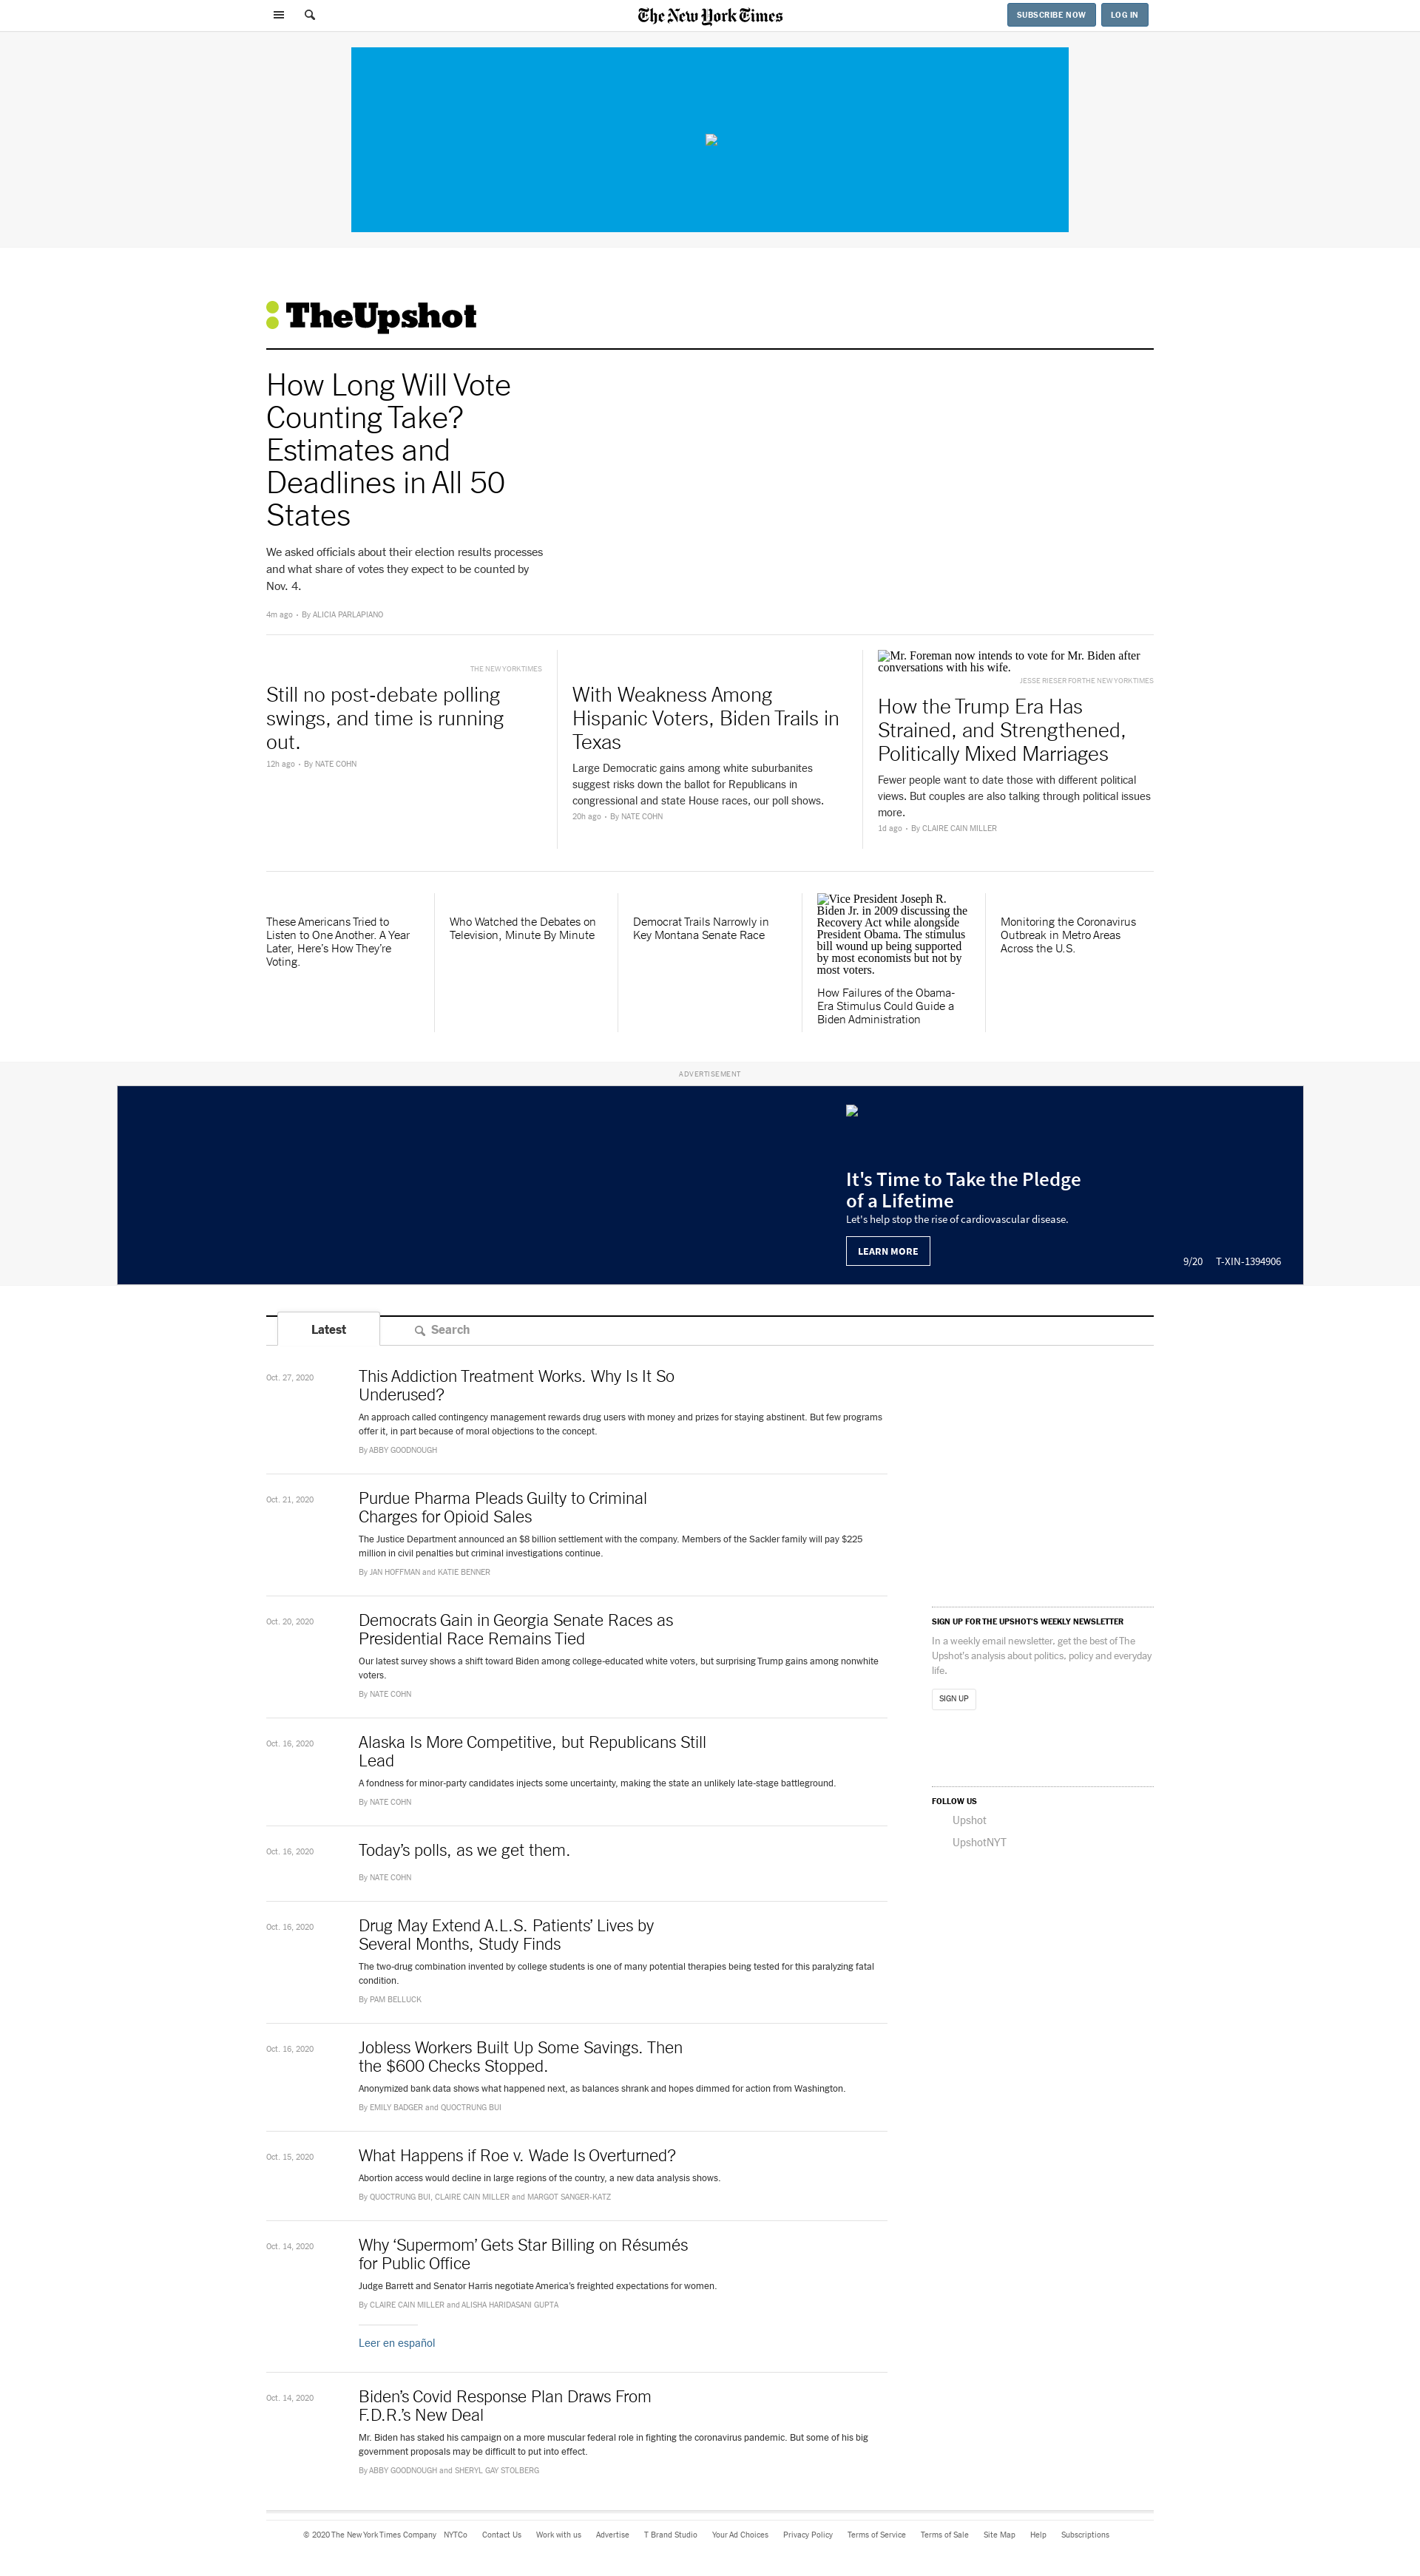 The New York Times
SUBSCRIBE NOW
LOG IN
TheUpshot
How Long Will Vote
Counting Take?
Estimates and
Deadlines in All 50
States
We asked officials about their election results processes
and what share of votes they expect to be counted by
Nov. 4.
4m ago • By ALICIA PARLAPIANO
THE NEW YORK TIMES
Still no post-debate polling
swings, and time is running
out.
12h ago • By NATE COHN
With Weakness Among
Hispanic Voters, Biden Trails in
Texas
Large Democratic gains among white suburbanites
suggest risks down the ballot for Republicans in
congressional and state House races, our poll shows.
20h ago • By NATE COHN
Mr. Foreman now intends to vote for Mr. Biden after
conversations with his wife.
JESSE RIESER FOR THE NEW YORK TIMES
How the Trump Era Has
Strained, and Strengthened,
Politically Mixed Marriages
Fewer people want to date those with different political
views. But couples are also talking through political issues
more.
1d ago • By CLAIRE CAIN MILLER
These Americans Tried to
Listen to One Another. A Year
Later, Here’s How They’re
Voting.
Who Watched the Debates on
Television, Minute By Minute
Democrat Trails Narrowly in
Key Montana Senate Race
Vice President Joseph R.
Biden Jr. in 2009 discussing the
Recovery Act while alongside
President Obama. The stimulus
bill wound up being supported
by most economists but not by
most voters.
How Failures of the Obama-
Era Stimulus Could Guide a
Biden Administration
Monitoring the Coronavirus
Outbreak in Metro Areas
Across the U.S.
ADVERTISEMENT
It's Time to Take the Pledge
of a Lifetime
Let's help stop the rise of cardiovascular disease.
LEARN MORE
9/20 T-XIN-1394906
Latest
Search
Oct. 27, 2020
This Addiction Treatment Works. Why Is It So
Underused?
An approach called contingency management rewards drug users with money and prizes for staying abstinent. But few programs
offer it, in part because of moral objections to the concept.
By ABBY GOODNOUGH
Oct. 21, 2020
Purdue Pharma Pleads Guilty to Criminal
Charges for Opioid Sales
The Justice Department announced an $8 billion settlement with the company. Members of the Sackler family will pay $225
million in civil penalties but criminal investigations continue.
By JAN HOFFMAN and KATIE BENNER
Oct. 20, 2020
Democrats Gain in Georgia Senate Races as
Presidential Race Remains Tied
Our latest survey shows a shift toward Biden among college-educated white voters, but surprising Trump gains among nonwhite
voters.
By NATE COHN
SIGN UP FOR THE UPSHOT’S WEEKLY NEWSLETTER
In a weekly email newsletter, get the best of The
Upshot’s analysis about politics, policy and everyday
life.
SIGN UP
Oct. 16, 2020
Alaska Is More Competitive, but Republicans Still
Lead
A fondness for minor-party candidates injects some uncertainty, making the state an unlikely late-stage battleground.
By NATE COHN
FOLLOW US
Upshot
UpshotNYT
Oct. 16, 2020
Today’s polls, as we get them.
By NATE COHN
Oct. 16, 2020
Drug May Extend A.L.S. Patients’ Lives by
Several Months, Study Finds
The two-drug combination invented by college students is one of many potential therapies being tested for this paralyzing fatal
condition.
By PAM BELLUCK
Oct. 16, 2020
Jobless Workers Built Up Some Savings. Then
the $600 Checks Stopped.
Anonymized bank data shows what happened next, as balances shrank and hopes dimmed for action from Washington.
By EMILY BADGER and QUOCTRUNG BUI
Oct. 15, 2020
What Happens if Roe v. Wade Is Overturned?
Abortion access would decline in large regions of the country, a new data analysis shows.
By QUOCTRUNG BUI, CLAIRE CAIN MILLER and MARGOT SANGER-KATZ
Oct. 14, 2020
Why ‘Supermom’ Gets Star Billing on Résumés
for Public Office
Judge Barrett and Senator Harris negotiate America’s freighted expectations for women.
By CLAIRE CAIN MILLER and ALISHA HARIDASANI GUPTA
Leer en español
Oct. 14, 2020
Biden’s Covid Response Plan Draws From
F.D.R.’s New Deal
Mr. Biden has staked his campaign on a more muscular federal role in fighting the coronavirus pandemic. But some of his big
government proposals may be difficult to put into effect.
By ABBY GOODNOUGH and SHERYL GAY STOLBERG
© 2020 The New York Times Company NYTCo Contact Us Work with us Advertise T Brand Studio Your Ad Choices Privacy Policy Terms of Service Terms of Sale Site Map Help Subscriptions